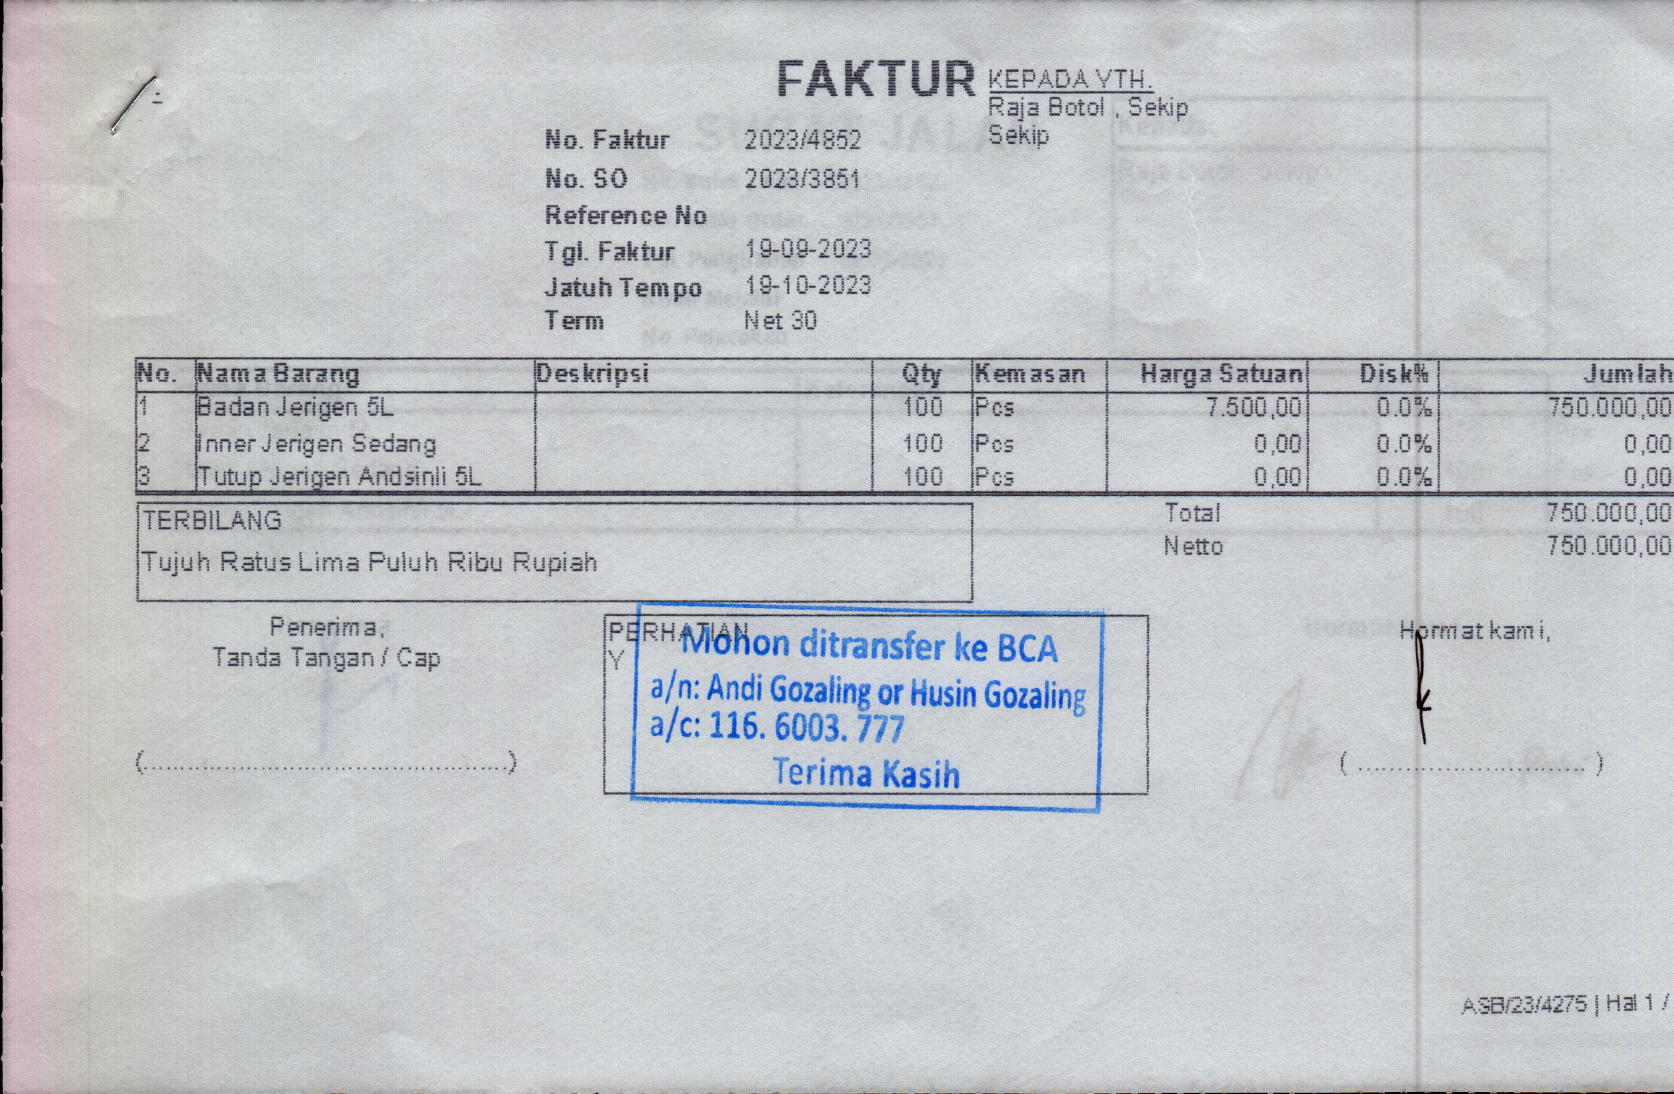 FAKTUR
KEPADA YTH.
Raja Botol , Sekip
Sekip
No. Faktur 2023/4852
No. SO 2023/3851
Reference No
Tgl. Faktur 19-09-2023
Jatuh Tempo 19-10-2023
Term Net 30
No. Nama Barang Deskripsi Qty Kemasan Harga Satuan Disk% Jumlah
1 Badan Jerigen 5L 100 Pcs 7.500,00 0.0% 750.000,00
2 Inner Jerigen Sedang 100 Pcs 0,00 0.0% 0,00
3 Tutup Jerigen Andsinli 5L 100 Pcs 0,00 0.0% 0,00
TERBILANG
Tujuh Ratus Lima Puluh Ribu Rupiah
Total 750.000,00
Netto 750.000,00
Penerima,
Tanda Tangan / Cap
(..............................................)
PERHATIAN
Y
Mohon ditransfer ke BCA
a/n: Andi Gozaling or Husin Gozaling
a/c: 116. 6003. 777
Terima Kasih
Hormat kami,
( .............................. )
ASB/23/4275 | Hal 1 /